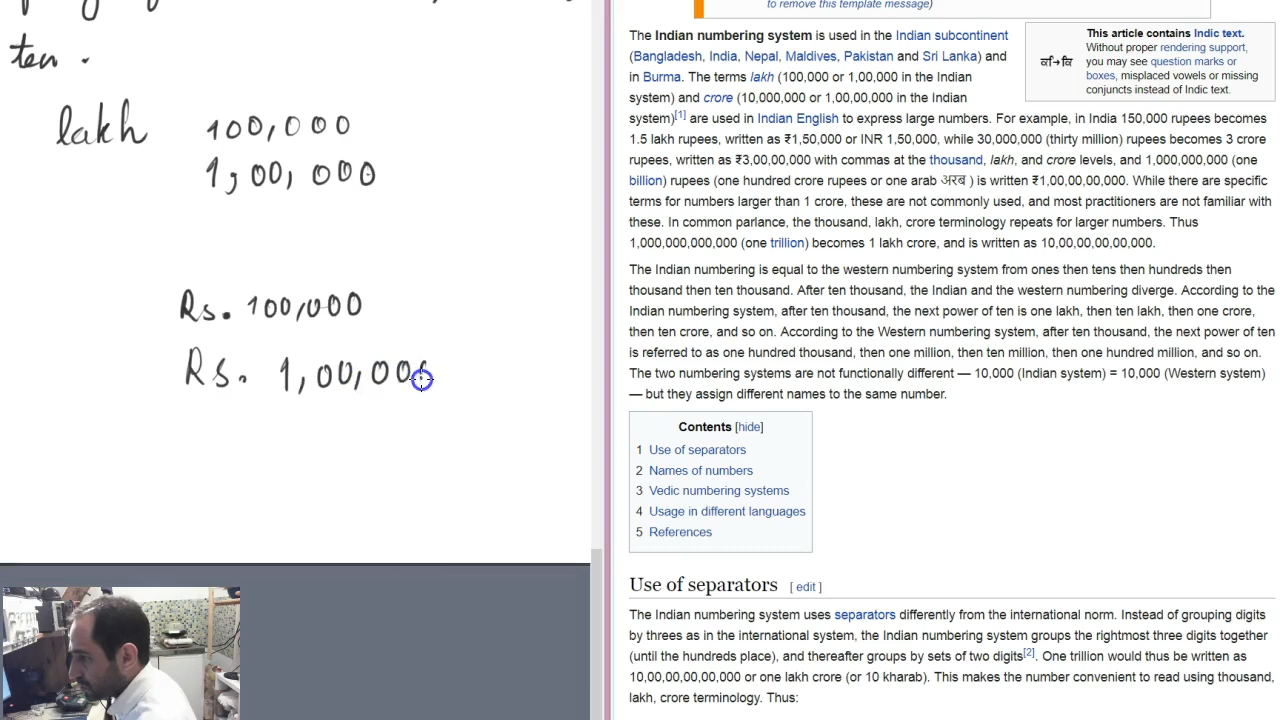 ten .
lakh 100,000
1,00,000
Rs. 100,000
Rs. 1,00,000
to remove this template message)
The Indian numbering system is used in the Indian subcontinent
(Bangladesh, India, Nepal, Maldives, Pakistan and Sri Lanka) and
in Burma. The terms lakh (100,000 or 1,00,000 in the Indian
system) and crore (10,000,000 or 1,00,00,000 in the Indian
system)[1] are used in Indian English to express large numbers. For example, in India 150,000 rupees becomes
1.5 lakh rupees, written as ₹1,50,000 or INR 1,50,000, while 30,000,000 (thirty million) rupees becomes 3 crore
rupees, written as ₹3,00,00,000 with commas at the thousand, lakh, and crore levels, and 1,000,000,000 (one
billion) rupees (one hundred crore rupees or one arab अरब ) is written ₹1,00,00,00,000. While there are specific
terms for numbers larger than 1 crore, these are not commonly used, and most practitioners are not familiar with
these. In common parlance, the thousand, lakh, crore terminology repeats for larger numbers. Thus
1,000,000,000,000 (one trillion) becomes 1 lakh crore, and is written as 10,00,00,00,00,000.
This article contains Indic text.
Without proper rendering support,
you may see question marks or
boxes, misplaced vowels or missing
conjuncts instead of Indic text.
The Indian numbering is equal to the western numbering system from ones then tens then hundreds then
thousand then ten thousand. After ten thousand, the Indian and the western numbering diverge. According to the
Indian numbering system, after ten thousand, the next power of ten is one lakh, then ten lakh, then one crore,
then ten crore, and so on. According to the Western numbering system, after ten thousand, the next power of ten
is referred to as one hundred thousand, then one million, then ten million, then one hundred million, and so on.
The two numbering systems are not functionally different — 10,000 (Indian system) = 10,000 (Western system)
— but they assign different names to the same number.
Contents [hide]
1 Use of separators
2 Names of numbers
3 Vedic numbering systems
4 Usage in different languages
5 References
Use of separators [ edit ]
The Indian numbering system uses separators differently from the international norm. Instead of grouping digits
by threes as in the international system, the Indian numbering system groups the rightmost three digits together
(until the hundreds place), and thereafter groups by sets of two digits[2]. One trillion would thus be written as
10,00,00,00,00,000 or one lakh crore (or 10 kharab). This makes the number convenient to read using thousand,
lakh, crore terminology. Thus: